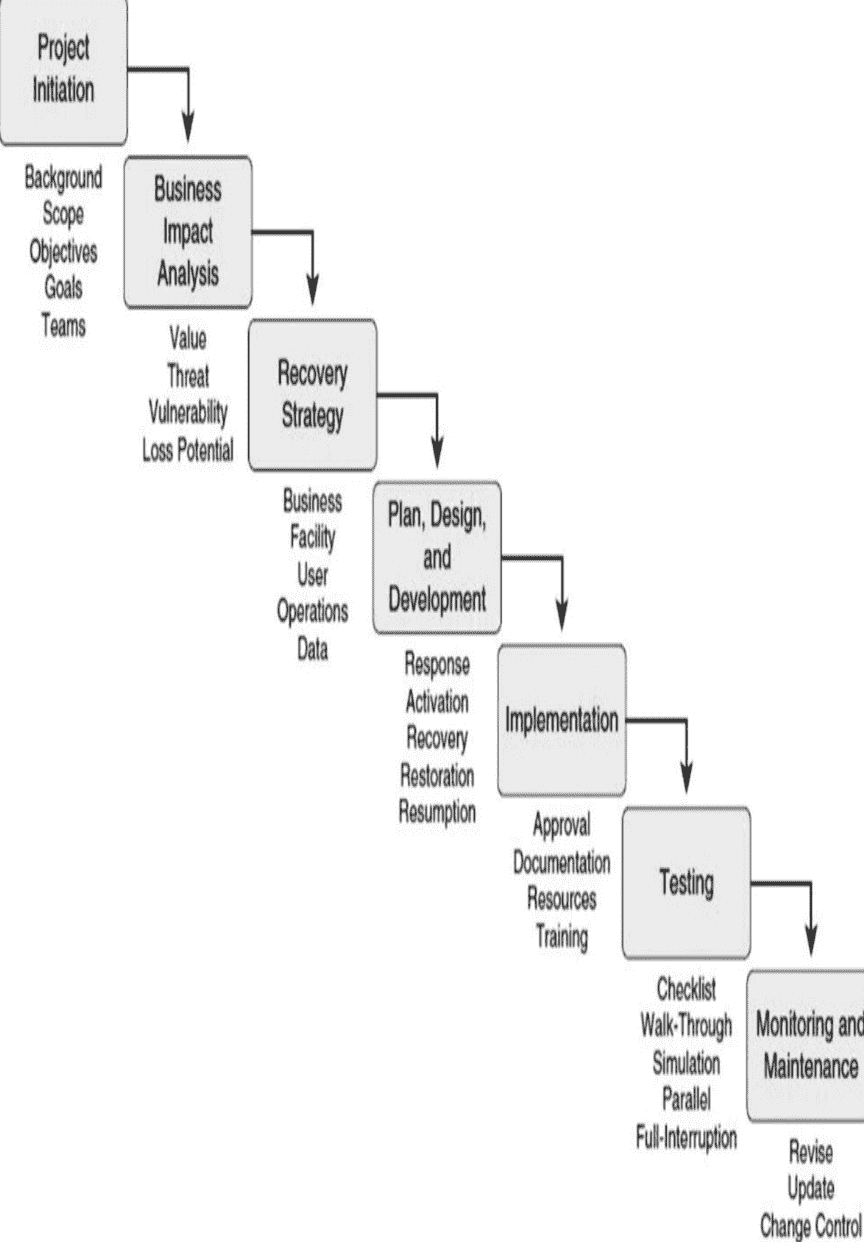 Project
Initiation
Background
Scope
Objectives
Goals
Teams
Business
Impact
Analysis
Value
Threat
Vulnerability
Loss Potential
Recovery
Strategy
Business
Facility
User
Operations
Data
Plan, Design,
and
Development
Response
Activation
Recovery
Restoration
Resumption
Implementation
Approval
Documentation
Resources
Training
Testing
Checklist
Walk-Through
Simulation
Parallel
Full-Interruption
Monitoring and
Maintenance
Revise
Update
Change Control